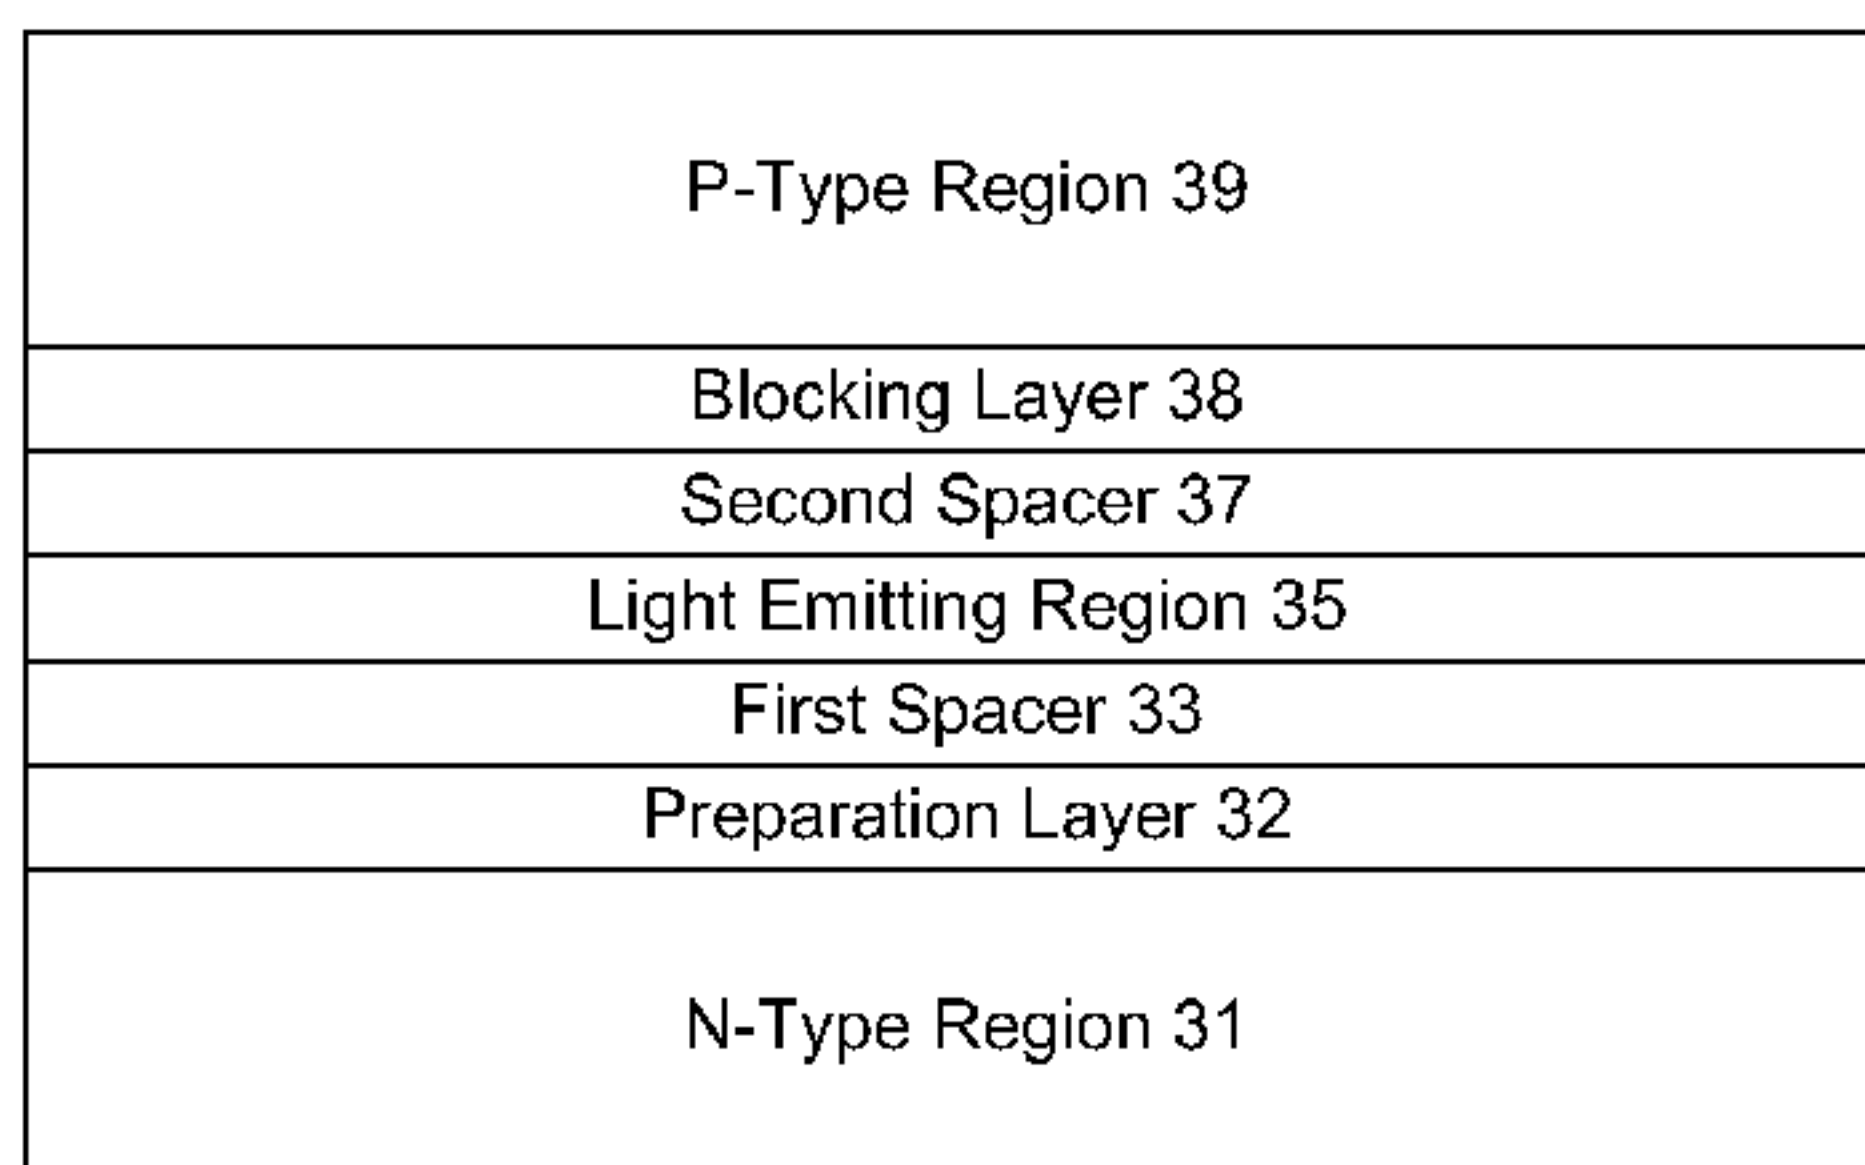 P-Type Region 39
Blocking Layer 38
Second Spacer 37
Light Emitting Region 35
First Spacer 33
Preparation Layer 32
N-Type Region 31